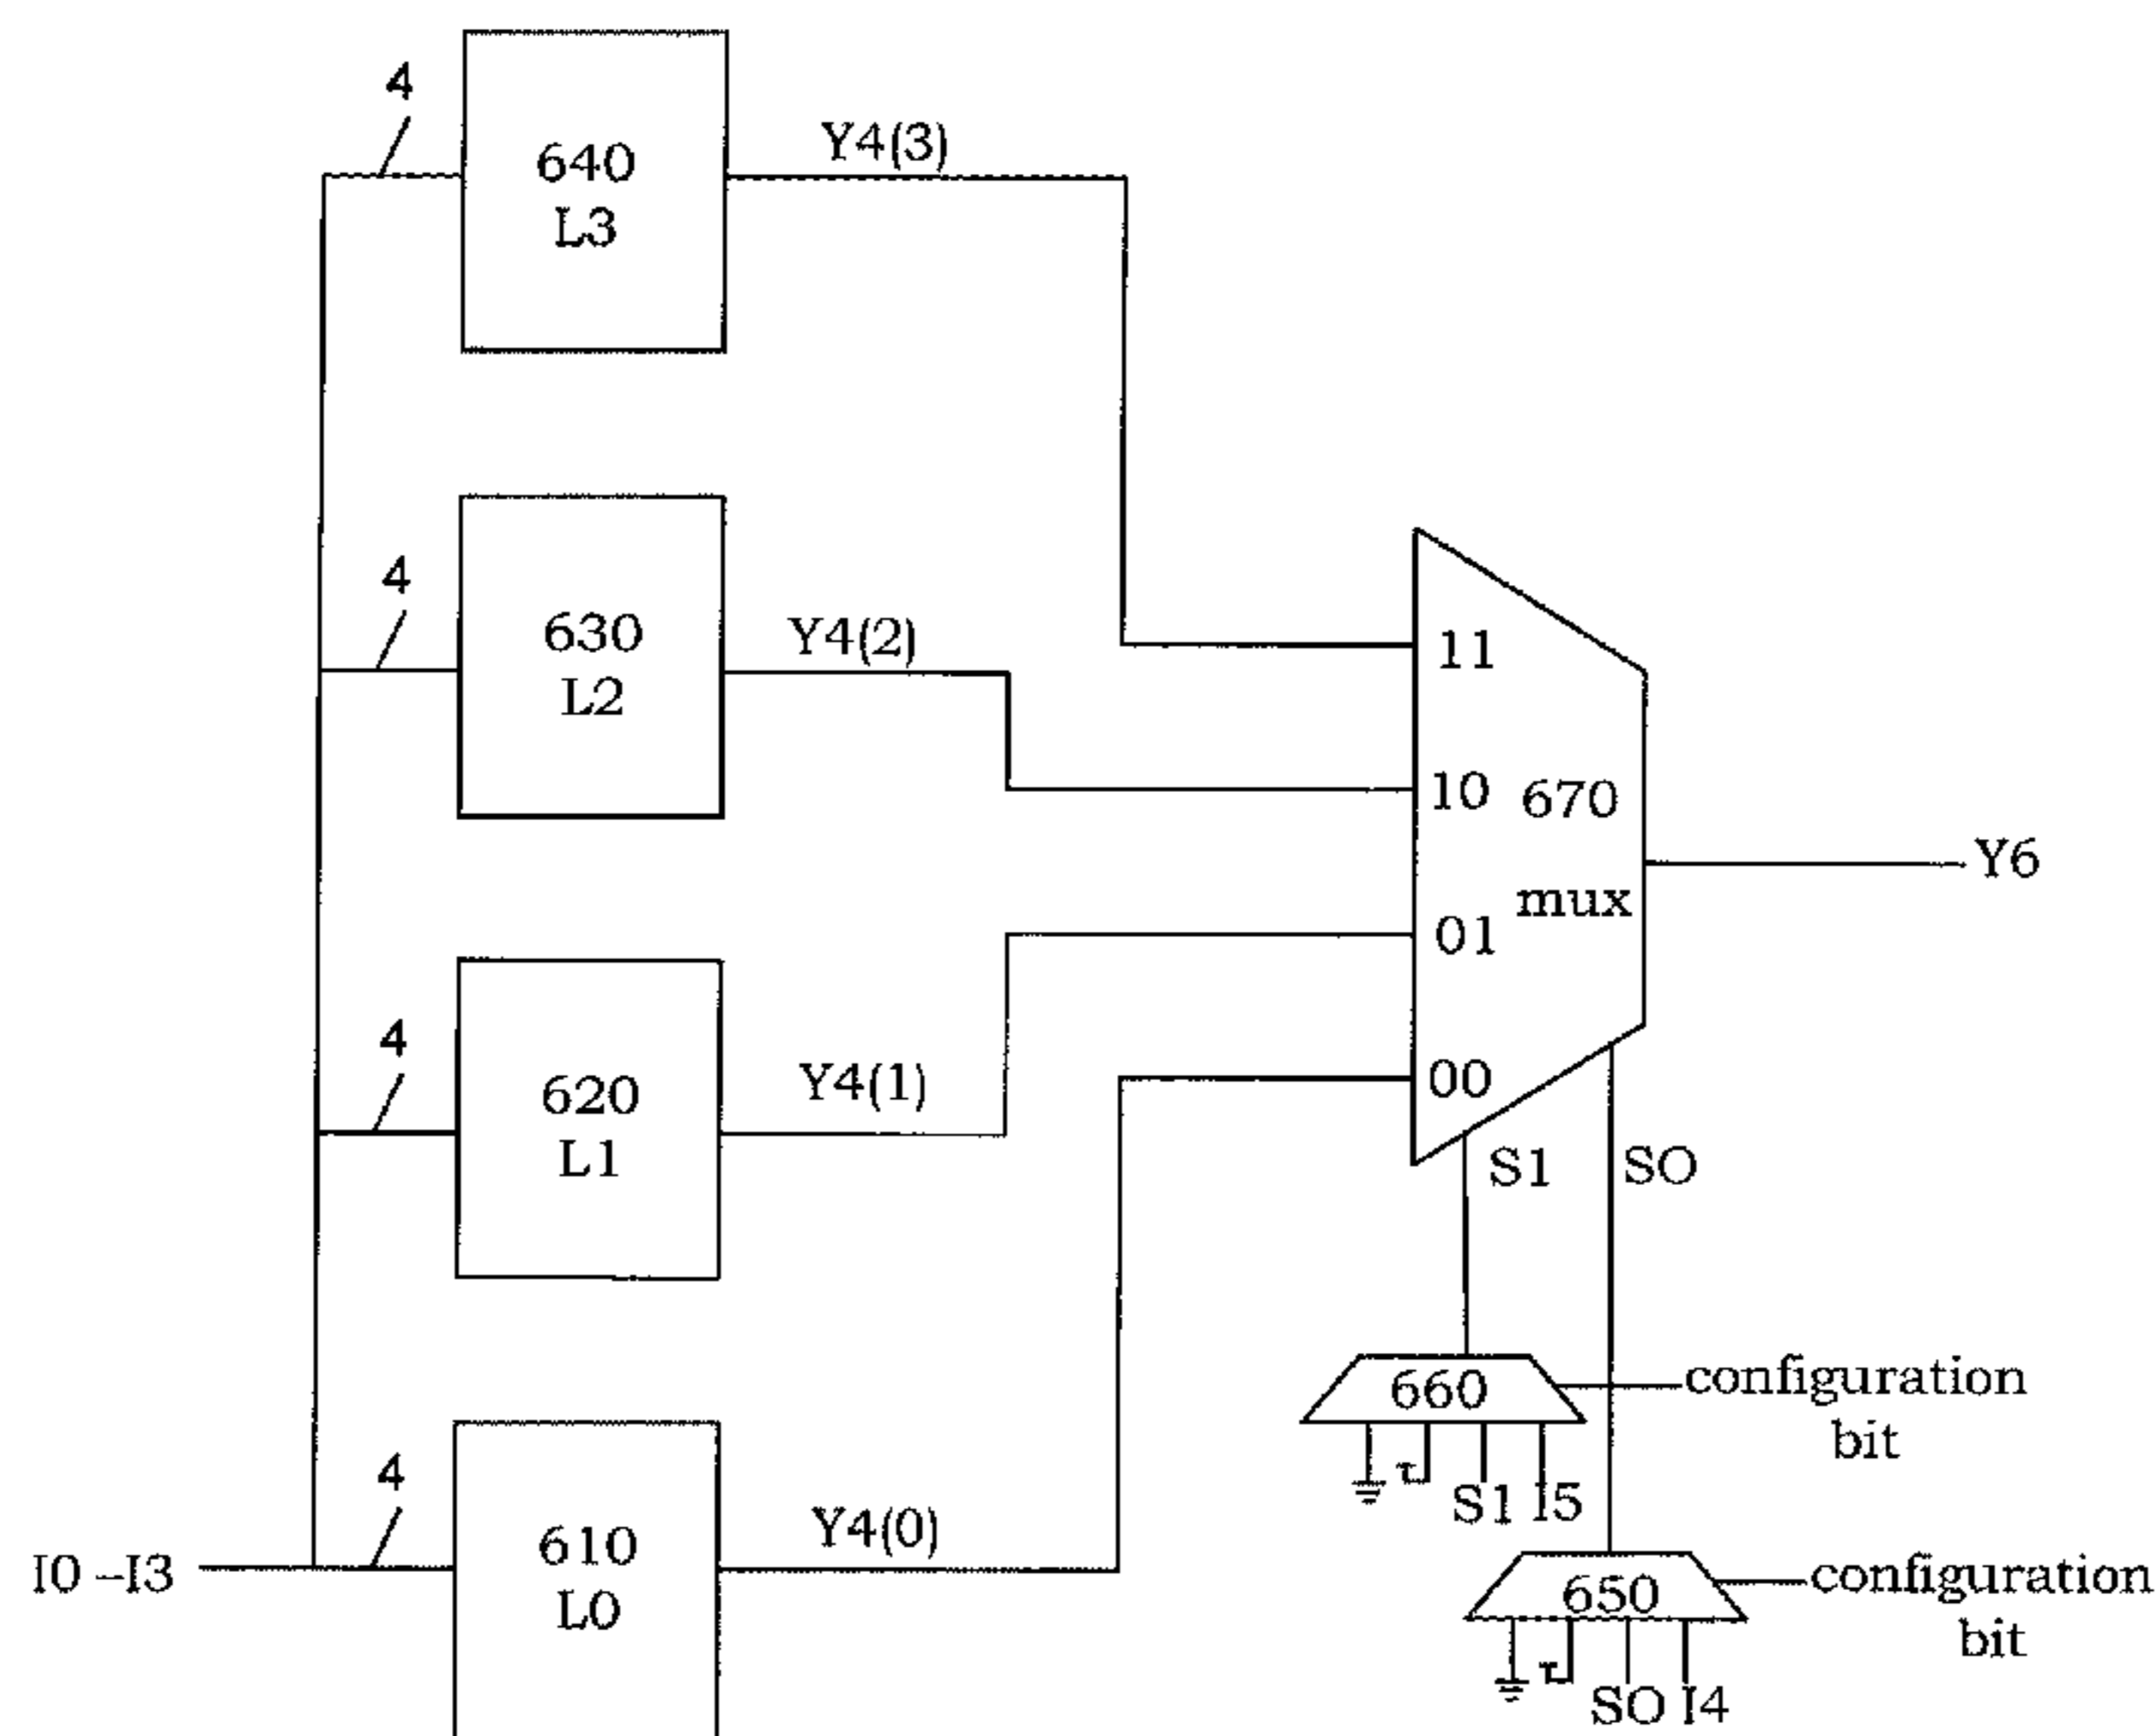 4
640
L3
Y4(3)
4
630
L2
Y4(2)
11
10
670
mux
01
00
Y6
4
620
L1
Y4(1)
S1
SO
660
configuration
bit
S1 I5
I0 –I3
4
610
L0
Y4(0)
650
configuration
bit
SO I4